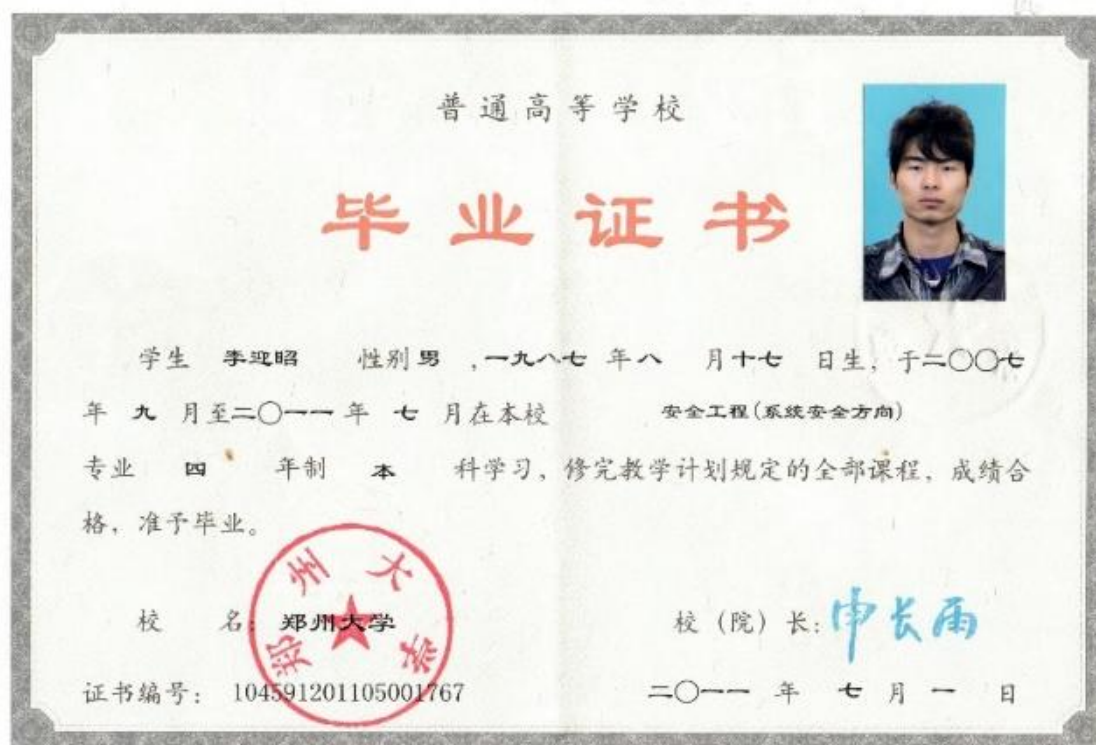 普通高等学校
毕业证书
学生 李迎昭 性别 男 ,一九八七 年 八 月 十七 日生, 于二〇〇七
年 九 月至二〇一一 年 七 月在本校 安全工程(系统安全方向)
专业 四 年制 本 科学习, 修完教学计划规定的全部课程, 成绩合
格, 准予毕业。
郑州大学
校 名: 郑州大学 校(院)长: 申长雨
证书编号: 104591201105001767 二〇一一 年 七 月 一 日